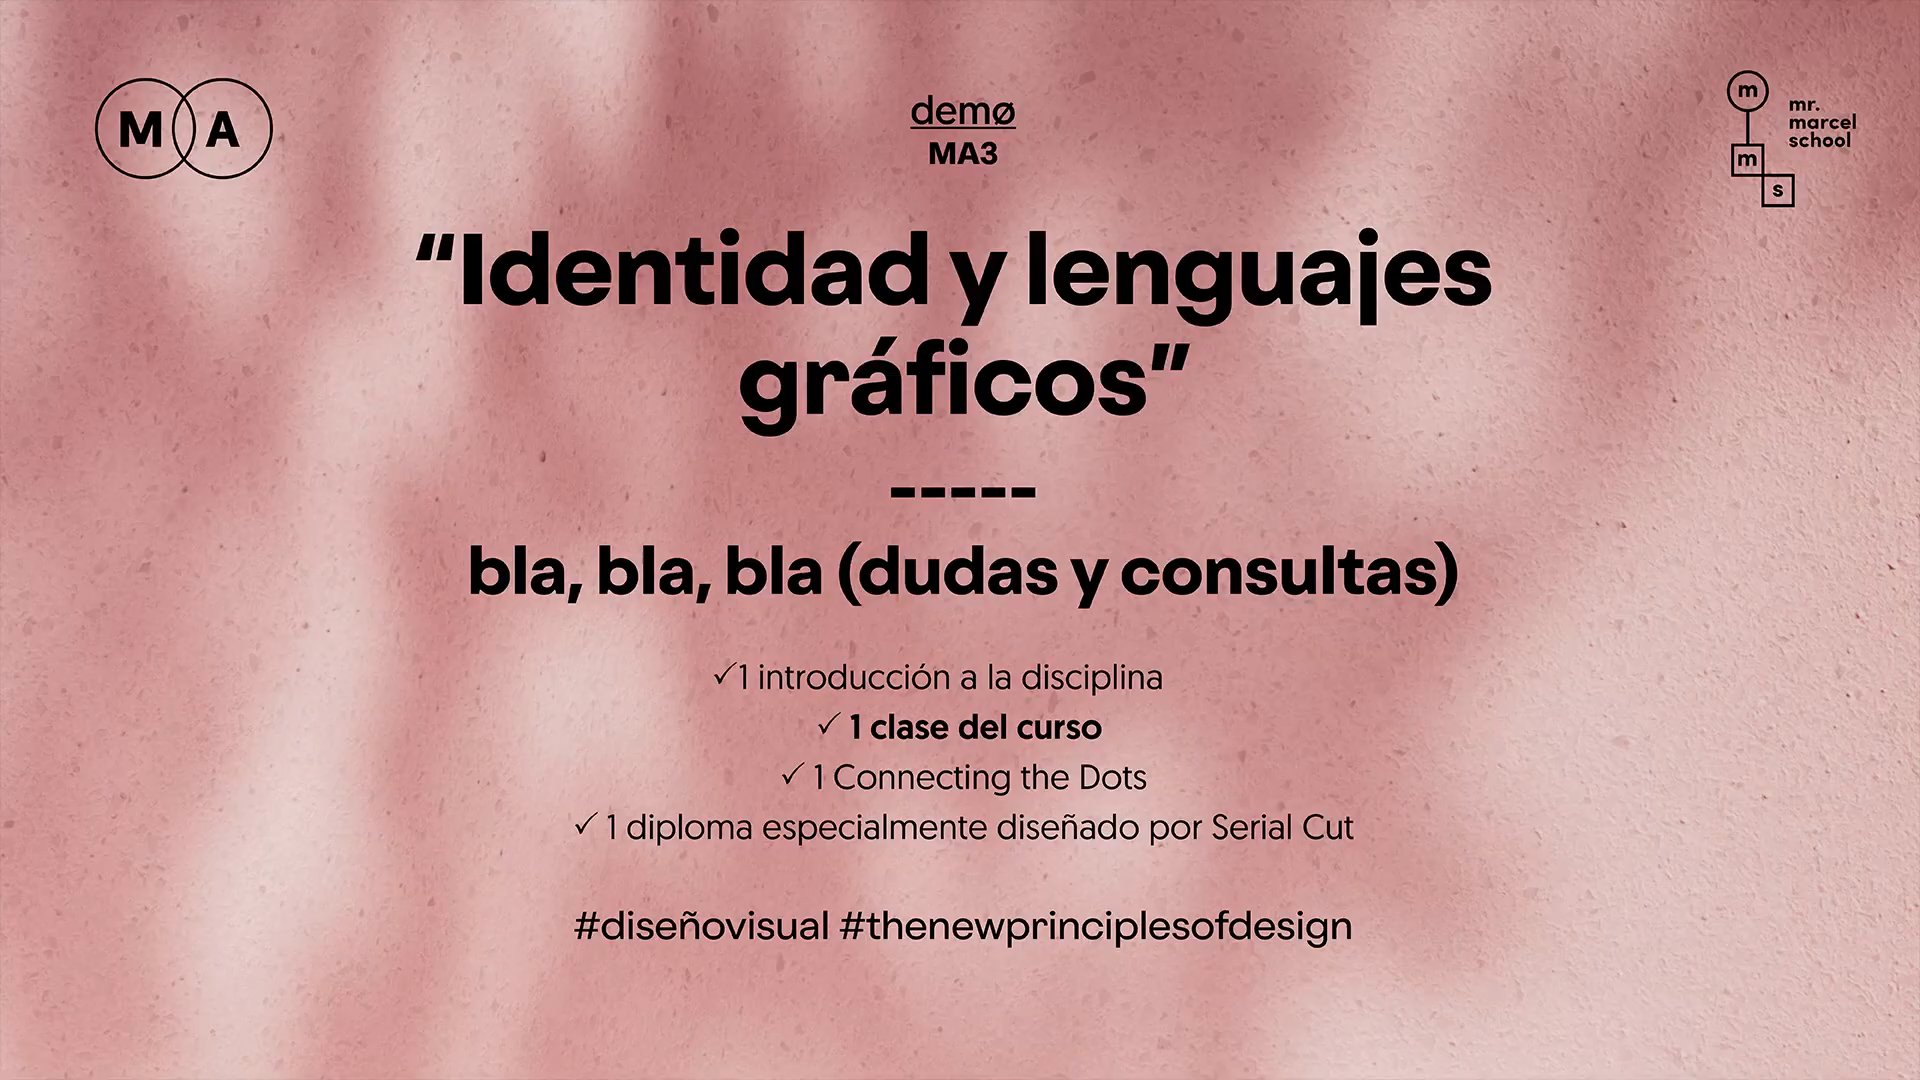 M A
demø
MA3
m
mr.
marcel
school
m
s
“Identidad y lenguajes
gráficos”
-----
bla, bla, bla (dudas y consultas)
✓1 introducción a la disciplina
✓ 1 clase del curso
✓ 1 Connecting the Dots
✓ 1 diploma especialmente diseñado por Serial Cut
#diseñovisual #thenewprinciplesofdesign